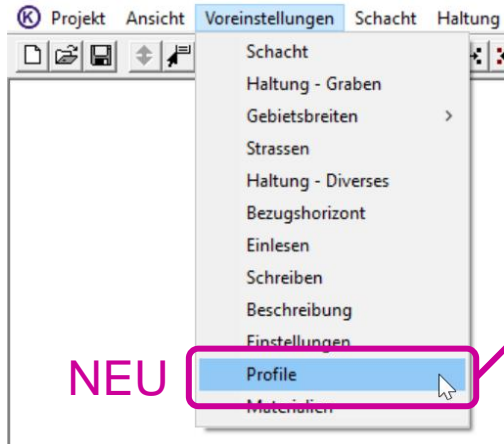 K Projekt Ansicht Voreinstellungen Schacht Haltung
Schacht
Haltung - Graben
Gebietsbreiten
Strassen
Haltung - Diverses
Bezugshorizont
Einlesen
Schreiben
Beschreibung
Einstellungen
NEU Profile
Materialien